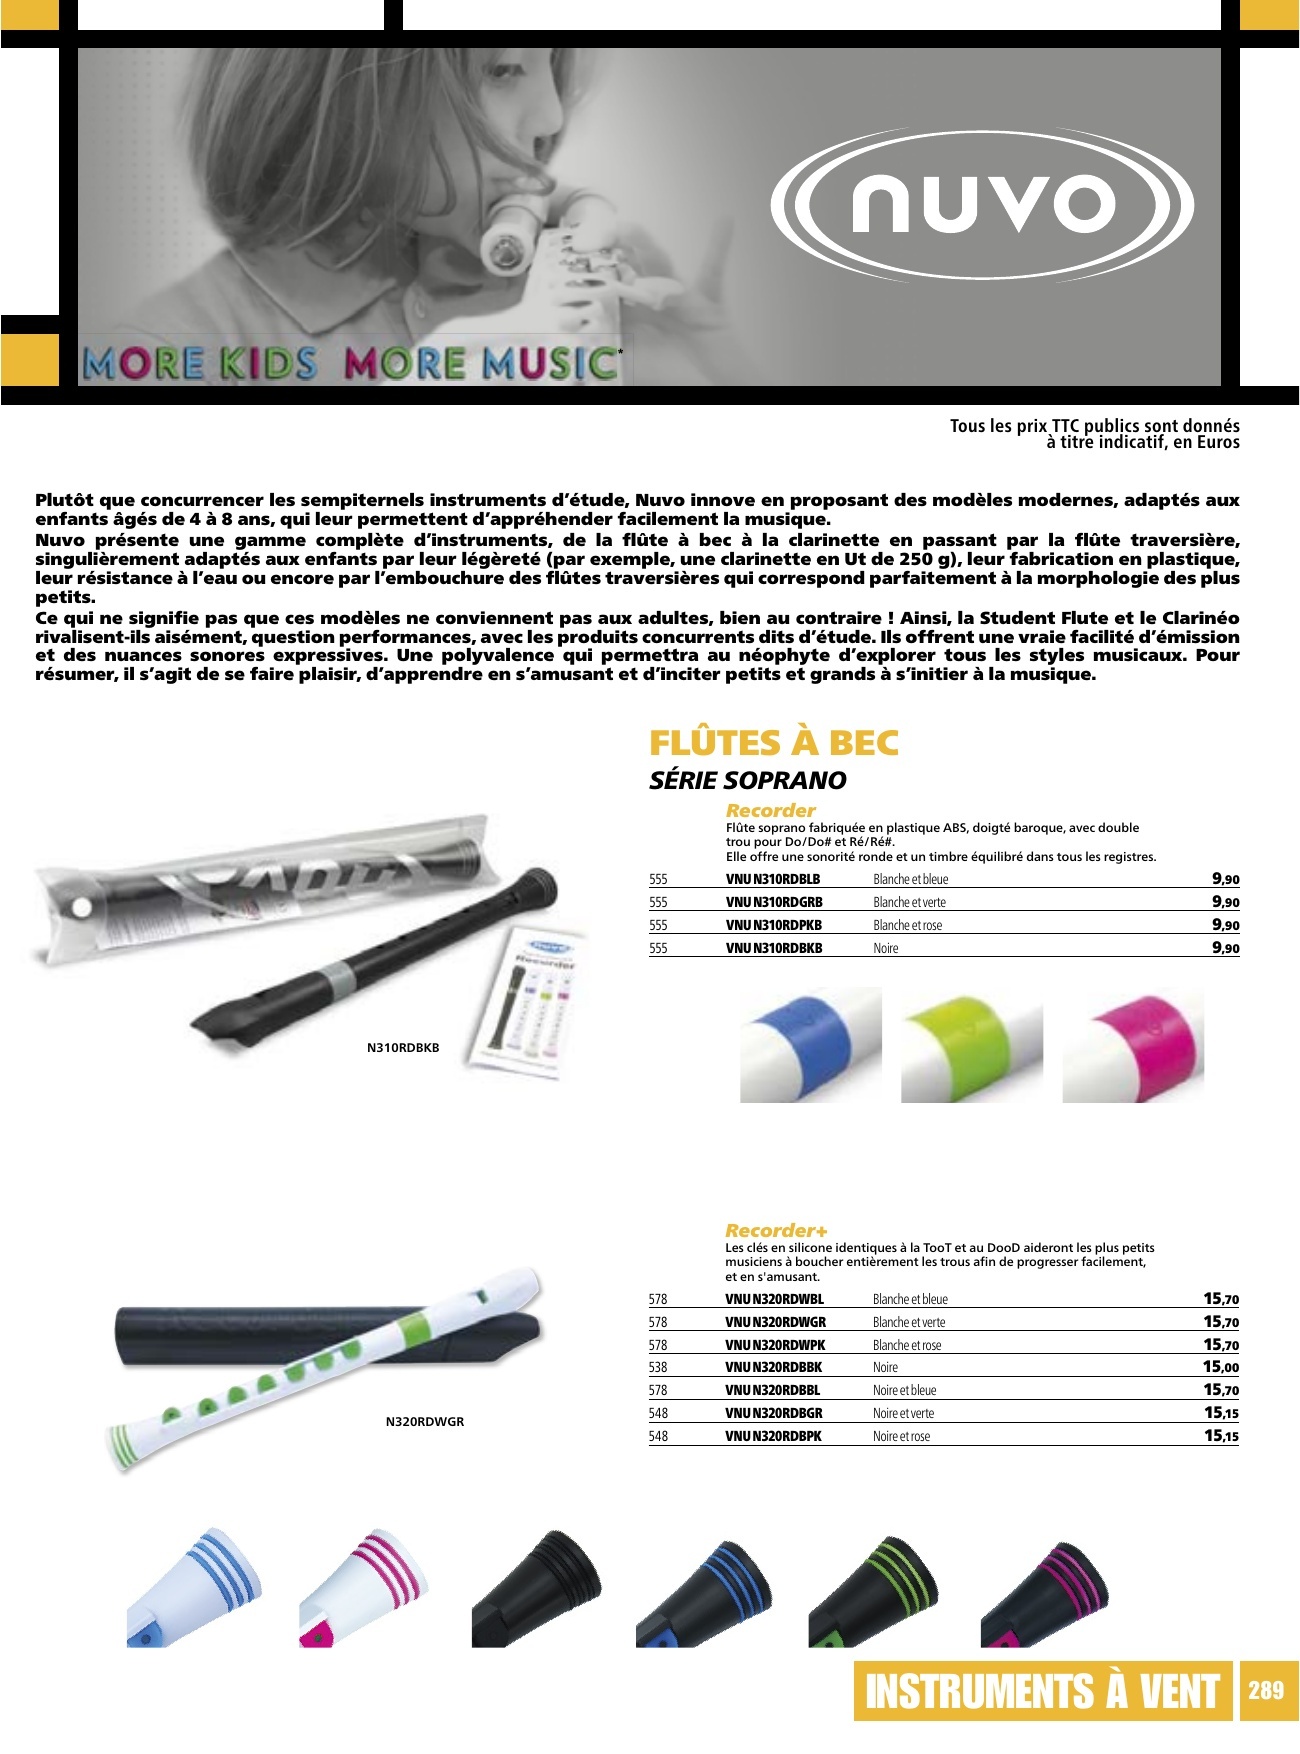 nuvo
MORE KIDS MORE MUSIC*
Tous les prix TTC publics sont donnés
à titre indicatif, en Euros
Plutôt que concurrencer les sempiternels instruments d’étude, Nuvo innove en proposant des modèles modernes, adaptés aux
enfants âgés de 4 à 8 ans, qui leur permettent d’appréhender facilement la musique.
Nuvo présente une gamme complète d’instruments, de la flûte à bec à la clarinette en passant par la flûte traversière,
singulièrement adaptés aux enfants par leur légèreté (par exemple, une clarinette en Ut de 250 g), leur fabrication en plastique,
leur résistance à l’eau ou encore par l’embouchure des flûtes traversières qui correspond parfaitement à la morphologie des plus
petits.
Ce qui ne signifie pas que ces modèles ne conviennent pas aux adultes, bien au contraire ! Ainsi, la Student Flute et le Clarinéo
rivalisent-ils aisément, question performances, avec les produits concurrents dits d’étude. Ils offrent une vraie facilité d’émission
et des nuances sonores expressives. Une polyvalence qui permettra au néophyte d’explorer tous les styles musicaux. Pour
résumer, il s’agit de se faire plaisir, d’apprendre en s’amusant et d’inciter petits et grands à s’initier à la musique.
FLÛTES À BEC
SÉRIE SOPRANO
Recorder
Flûte soprano fabriquée en plastique ABS, doigté baroque, avec double
trou pour Do/Do# et Ré/Ré#.
Elle offre une sonorité ronde et un timbre équilibré dans tous les registres.
555 VNU N310RDBLB Blanche et bleue 9,90
555 VNU N310RDGRB Blanche et verte 9,90
555 VNU N310RDPKB Blanche et rose 9,90
555 VNU N310RDBKB Noire 9,90
nuvo
Recorder
N310RDBKB
Recorder+
Les clés en silicone identiques à la TooT et au DooD aideront les plus petits
musiciens à boucher entièrement les trous afin de progresser facilement,
et en s'amusant.
578 VNU N320RDWBL Blanche et bleue 15,70
578 VNU N320RDWGR Blanche et verte 15,70
578 VNU N320RDWPK Blanche et rose 15,70
538 VNU N320RDBBK Noire 15,00
578 VNU N320RDBBL Noire et bleue 15,70
548 VNU N320RDBGR Noire et verte 15,15
548 VNU N320RDBPK Noire et rose 15,15
N320RDWGR
INSTRUMENTS À VENT 289